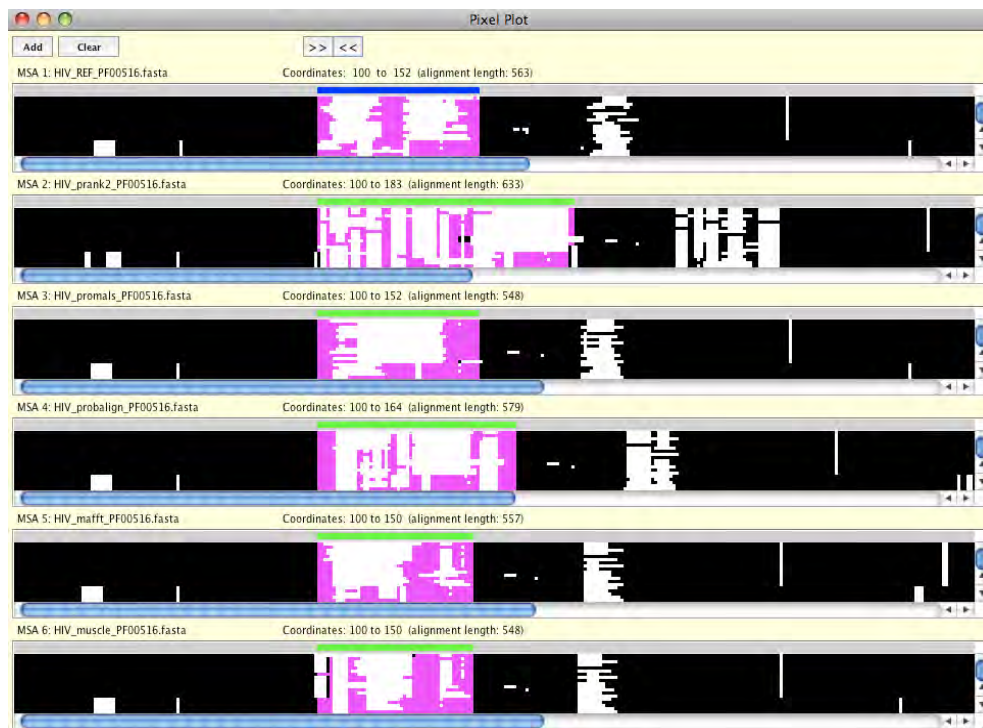 Pixel Plot
Add Clear >> <<
MSA 1: HIV_REF_PF00516.fasta Coordinates: 100 to 152 (alignment length: 563)
MSA 2: HIV_prank2_PF00516.fasta Coordinates: 100 to 183 (alignment length: 633)
MSA 3: HIV_promals_PF00516.fasta Coordinates: 100 to 152 (alignment length: 548)
MSA 4: HIV_probalign_PF00516.fasta Coordinates: 100 to 164 (alignment length: 579)
MSA 5: HIV_mafft_PF00516.fasta Coordinates: 100 to 150 (alignment length: 557)
MSA 6: HIV_muscle_PF00516.fasta Coordinates: 100 to 150 (alignment length: 548)